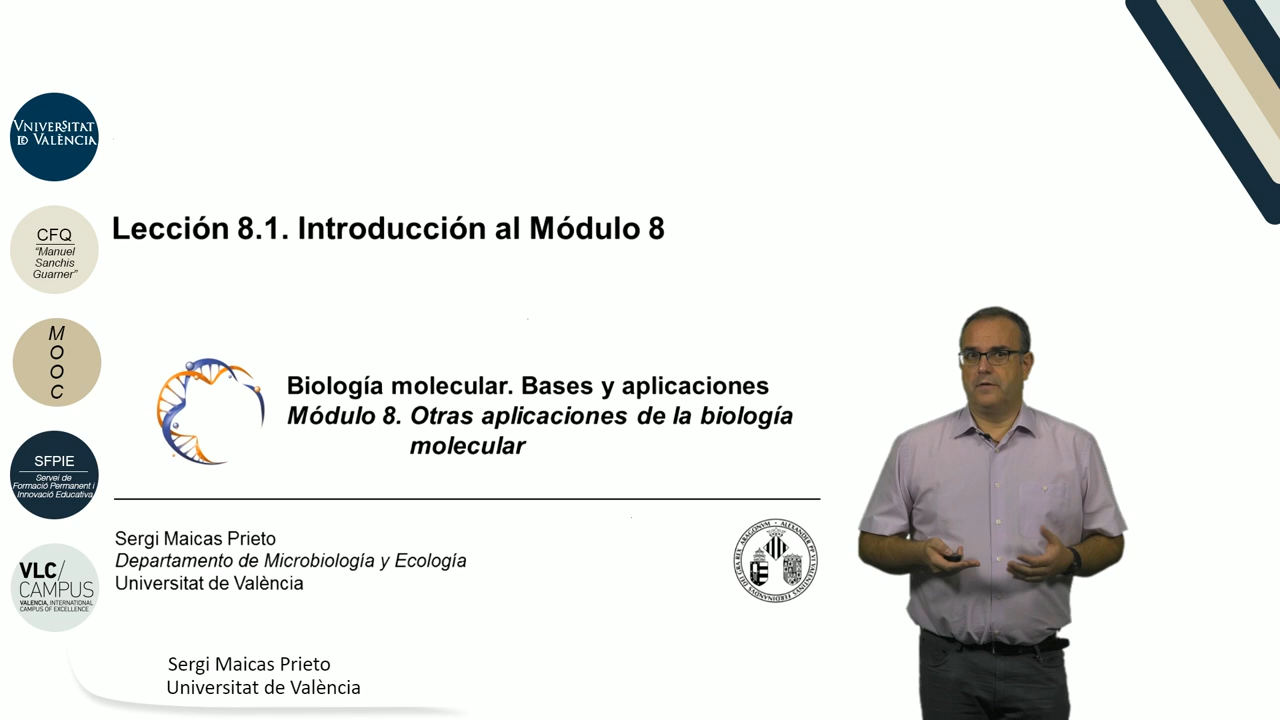 VNIVERSITAT
ID VALÈNCIA
CFQ
"Manuel
Sanchis
Guarner"
M
O
O
C
SFPIE
Servei de
Formació Permanent i
Innovació Educativa
VLC/
CAMPUS
VALENCIA, INTERNATIONAL
CAMPUS OF EXCELLENCE
Lección 8.1. Introducción al Módulo 8
Biología molecular. Bases y aplicaciones
Módulo 8. Otras aplicaciones de la biología
molecular
Sergi Maicas Prieto
Departamento de Microbiología y Ecología
Universitat de València
Sergi Maicas Prieto
Universitat de València